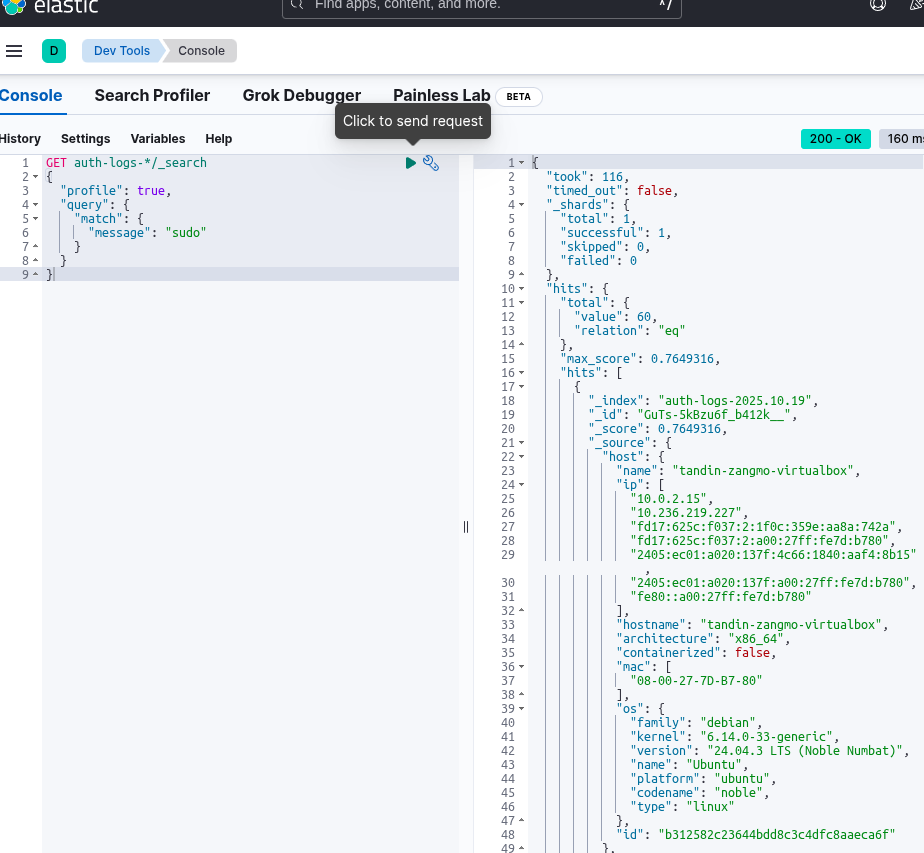 elastic
Find apps, content, and more.
^/
D
Dev Tools
Console
Console
Search Profiler
Grok Debugger
Painless Lab
BETA
Click to send request
History
Settings
Variables
Help
200 - OK
160 ms
1 GET auth-logs-*/_search
2 {
3 "profile": true,
4 "query": {
5 "match": {
6 "message": "sudo"
7 }
8 }
9 }
1 {
2 "took": 116,
3 "timed_out": false,
4 "_shards": {
5 "total": 1,
6 "successful": 1,
7 "skipped": 0,
8 "failed": 0
9 },
10 "hits": {
11 "total": {
12 "value": 60,
13 "relation": "eq"
14 },
15 "max_score": 0.7649316,
16 "hits": [
17 {
18 "_index": "auth-logs-2025.10.19",
19 "_id": "GuTs-5kBzu6f_b412k__",
20 "_score": 0.7649316,
21 "_source": {
22 "host": {
23 "name": "tandin-zangmo-virtualbox",
24 "ip": [
25 "10.0.2.15",
26 "10.236.219.227",
27 "fd17:625c:f037:2:1f0c:359e:aa8a:742a",
28 "fd17:625c:f037:2:a00:27ff:fe7d:b780",
29 "2405:ec01:a020:137f:4c66:1840:aaf4:8b15"
,
30 "2405:ec01:a020:137f:a00:27ff:fe7d:b780",
31 "fe80::a00:27ff:fe7d:b780"
32 ],
33 "hostname": "tandin-zangmo-virtualbox",
34 "architecture": "x86_64",
35 "containerized": false,
36 "mac": [
37 "08-00-27-7D-B7-80"
38 ],
39 "os": {
40 "family": "debian",
41 "kernel": "6.14.0-33-generic",
42 "version": "24.04.3 LTS (Noble Numbat)",
43 "name": "Ubuntu",
44 "platform": "ubuntu",
45 "codename": "noble",
46 "type": "linux"
47 },
48 "id": "b312582c23644bdd8c3c4dfc8aaeca6f"
49 },